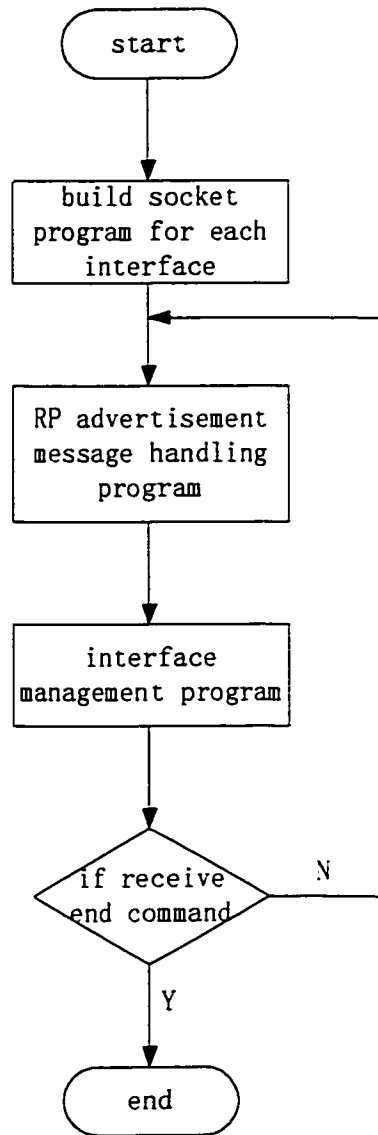 start
build socket
program for each
interface
RP advertisement
message handling
program
interface
management program
if receive
end command
N
Y
end